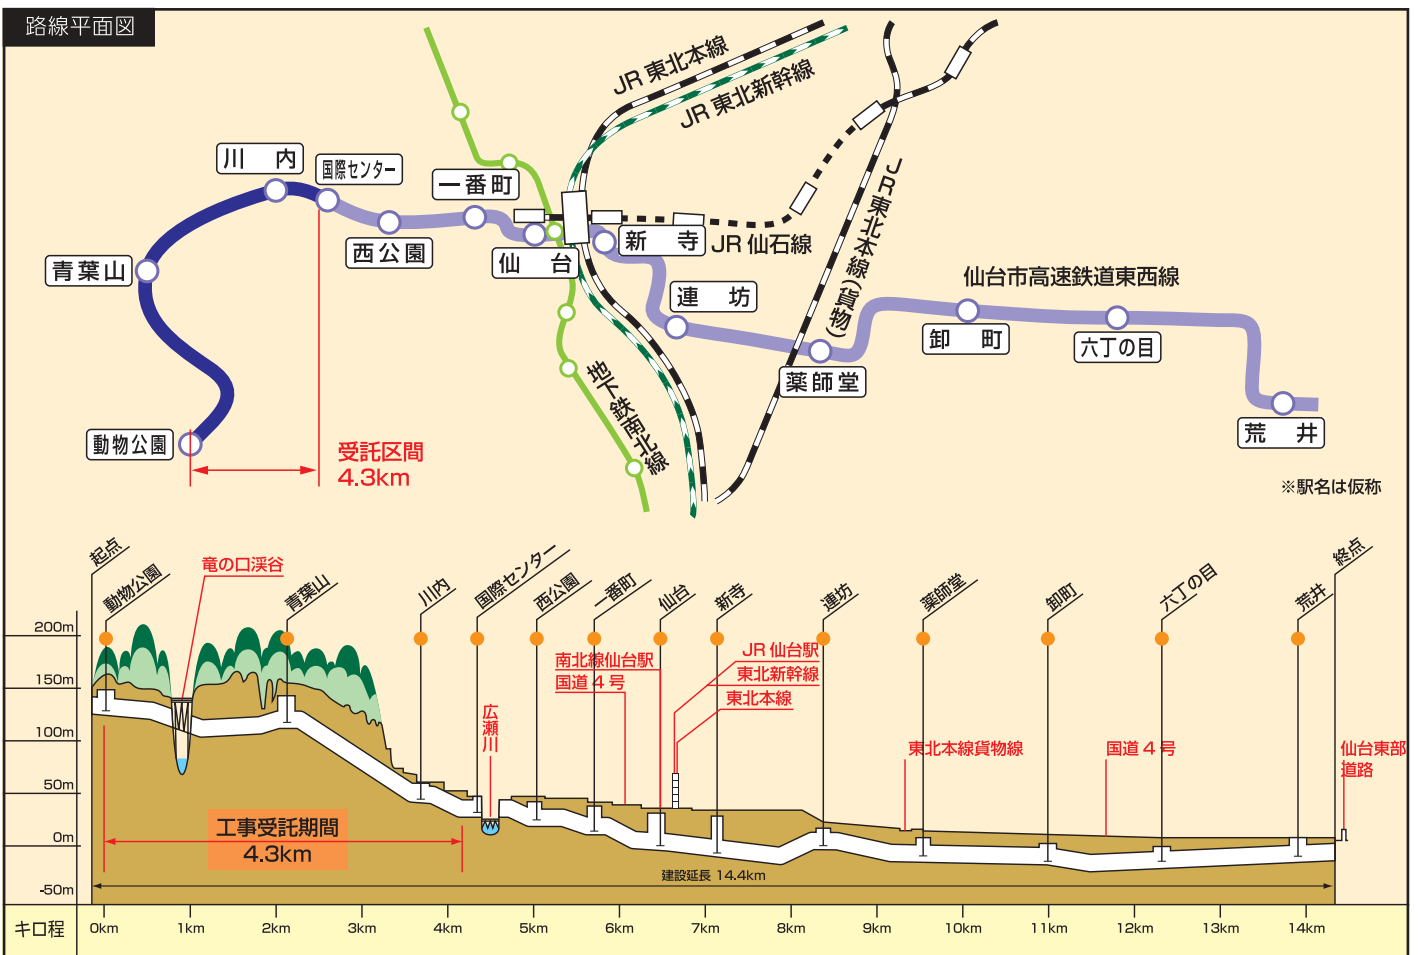 路線平面図
JR 東北本線
JR 東北新幹線
川 内
国際センター
一番町
西公園
青葉山
仙 台
新 寺
JR 仙石線
JR東北本線(貨物)
仙台市高速鉄道東西線
連 坊
卸 町
六丁の目
薬師堂
地下鉄南北線
荒 井
動物公園
受託区間
4.3km
※駅名は仮称
起点
動物公園
竜の口渓谷
青葉山
川内
国際センター
西公園
一番町
仙台
新寺
連坊
薬師堂
卸町
六丁の目
荒井
終点
200m
150m
100m
50m
0m
-50m
南北線仙台駅
国道4号
JR 仙台駅
東北新幹線
東北本線
広瀬川
東北本線貨物線
国道4号
仙台東部
道路
工事受託期間
4.3km
建設延長 14.4km
キロ程
0km 1km 2km 3km 4km 5km 6km 7km 8km 9km 10km 11km 12km 13km 14km